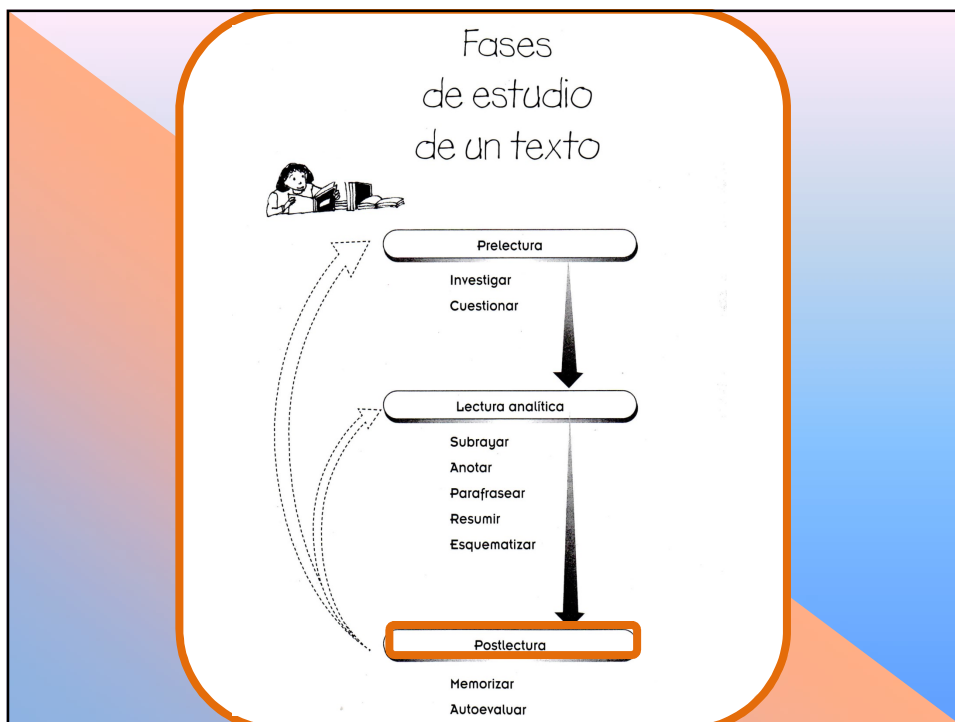 Fases
de estudio
de un texto
Prelectura
Investigar
Cuestionar
Lectura analítica
Subrayar
Anotar
Parafrasear
Resumir
Esquematizar
Postlectura
Memorizar
Autoevaluar